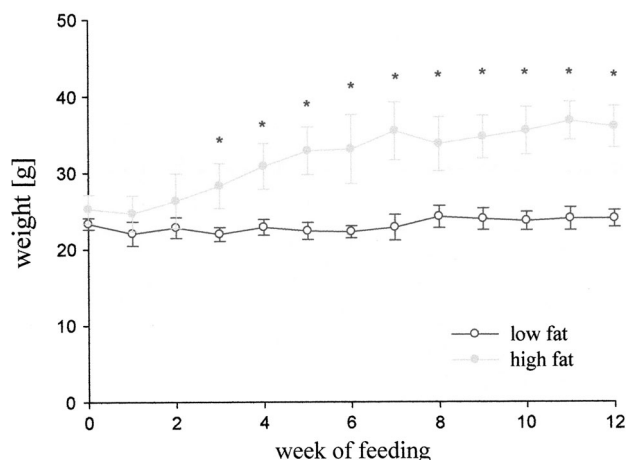 50
40
30
20
10
0
weight [g]
* * * * * * * * * *
low fat
high fat
0 2 4 6 8 10 12
week of feeding